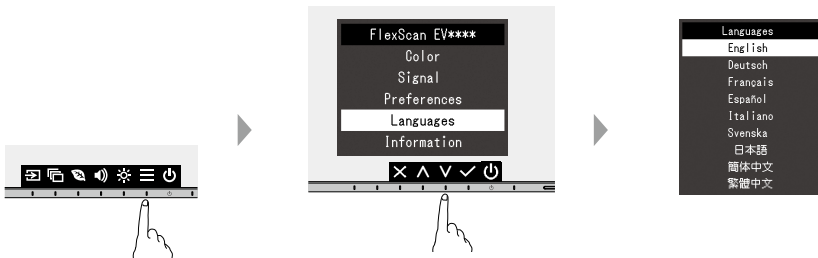 FlexScan EV****
Color
Signal
Preferences
Languages
Information
Languages
English
Deutsch
Français
Español
Italiano
Svenska
日本語
簡体中文
繁體中文